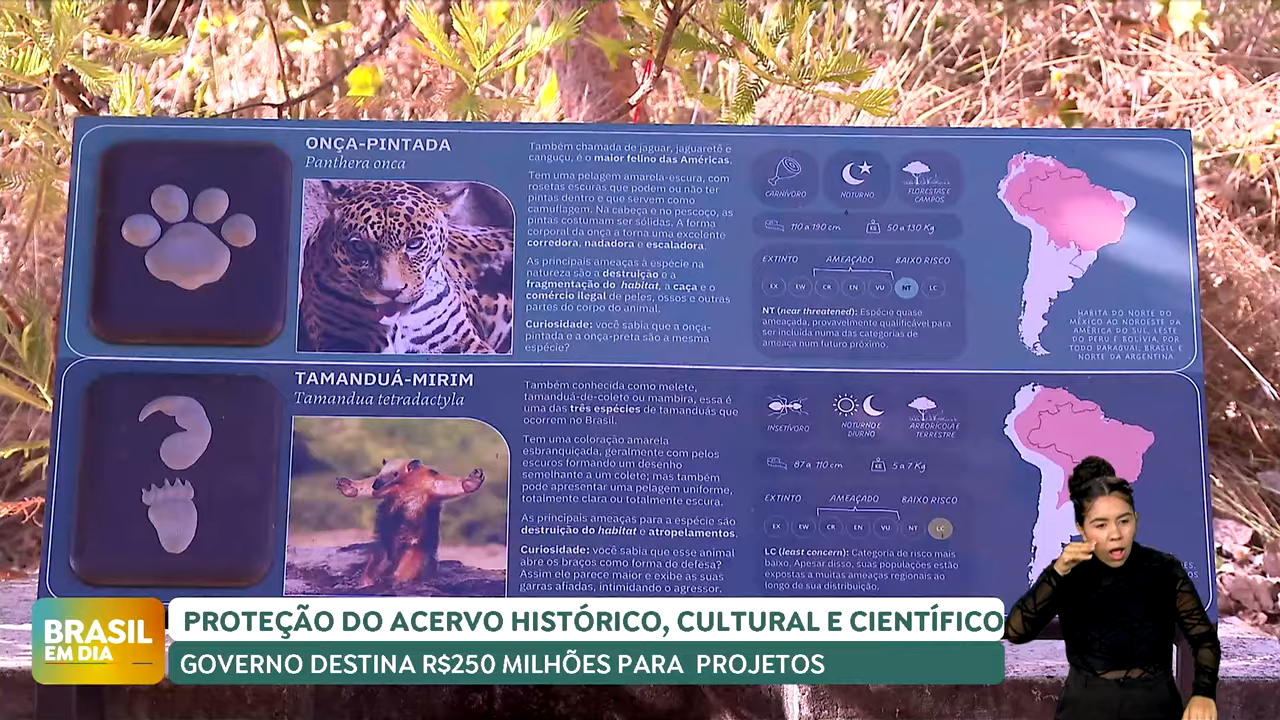 ONÇA-PINTADA
Panthera onca
Também chamada de jaguar, jaguaretê e
canguçu, é o maior felino das Américas.
Tem uma pelagem amarela-escura, com
rosetas escuras que podem ou não ter
pintas dentro e que servem como
camuflagem. Na cabeça e no pescoço, as
pintas costumam ser sólidas. A forma
corporal da onça a torna uma excelente
corredora, nadadora e escaladora.
As principais ameaças à espécie na
natureza são a destruição e a
fragmentação do habitat, a caça e o
comércio ilegal de peles, ossos e outras
partes do corpo do animal.
Curiosidade: você sabia que a onça-
pintada e a onça-preta são a mesma
espécie?
CARNÍVORO
NOTURNO
FLORESTAS E
CAMPOS
110 a 190 cm
50 a 130 Kg
EXTINTO AMEAÇADO BAIXO RISCO
EX EW CR EN VU NT LC
NT (near threatened): Espécie quase
ameaçada, provavelmente qualificável para
ser incluída numa das categorias de
ameaça num futuro próximo.
HABITA DO NORTE DO
MÉXICO AO NOROESTE DA
AMÉRICA DO SUL, LESTE
DO PERU E BOLÍVIA, POR
TODO PARAGUAI, BRASIL E
NORTE DA ARGENTINA
TAMANDUÁ-MIRIM
Tamandua tetradactyla
Também conhecida como melete,
tamanduá-de-colete ou mambira, essa é
uma das três espécies de tamanduás que
ocorrem no Brasil.
Tem uma coloração amarela
esbranquiçada, geralmente com pelos
escuros formando um desenho
semelhante a um colete; mas também
pode apresentar uma pelagem uniforme,
totalmente clara ou totalmente escura.
As principais ameaças para a espécie são
destruição do habitat e atropelamentos.
Curiosidade: você sabia que esse animal
abre os braços como forma de defesa?
Assim ele parece maior e exibe as suas
garras afiadas, intimidando o agressor.
INSETÍVORO
NOTURNO E
DIURNO
ARBORÍCOLA E
TERRESTRE
87 a 110 cm
5 a 7 Kg
EXTINTO AMEAÇADO BAIXO RISCO
EX EW CR EN VU NT LC
LC (least concern): Categoria de risco mais
baixo. Apesar disso, suas populações estão
expostas a muitas ameaças regionais ao
longo de sua distribuição.
BRASIL
EM DIA
PROTEÇÃO DO ACERVO HISTÓRICO, CULTURAL E CIENTÍFICO
GOVERNO DESTINA R$250 MILHÕES PARA PROJETOS